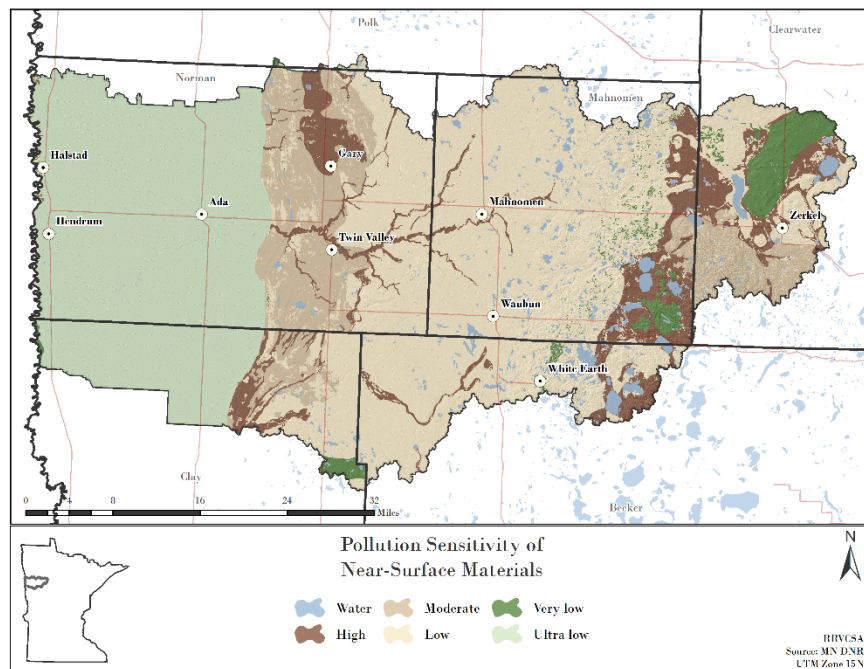 Polk
Clearwater
Norman
Mahnomen
Halstad
Gary
Ada
Mahnomen
Hendrum
Zerkel
Twin Valley
Waubun
White Earth
Clay
0 4 8 16 24 32
Miles
Becker
Pollution Sensitivity of
Near-Surface Materials
N
Water Moderate Very low
High Low Ultra low
RRVCSA
Source: MN DNR
UTM Zone 15N